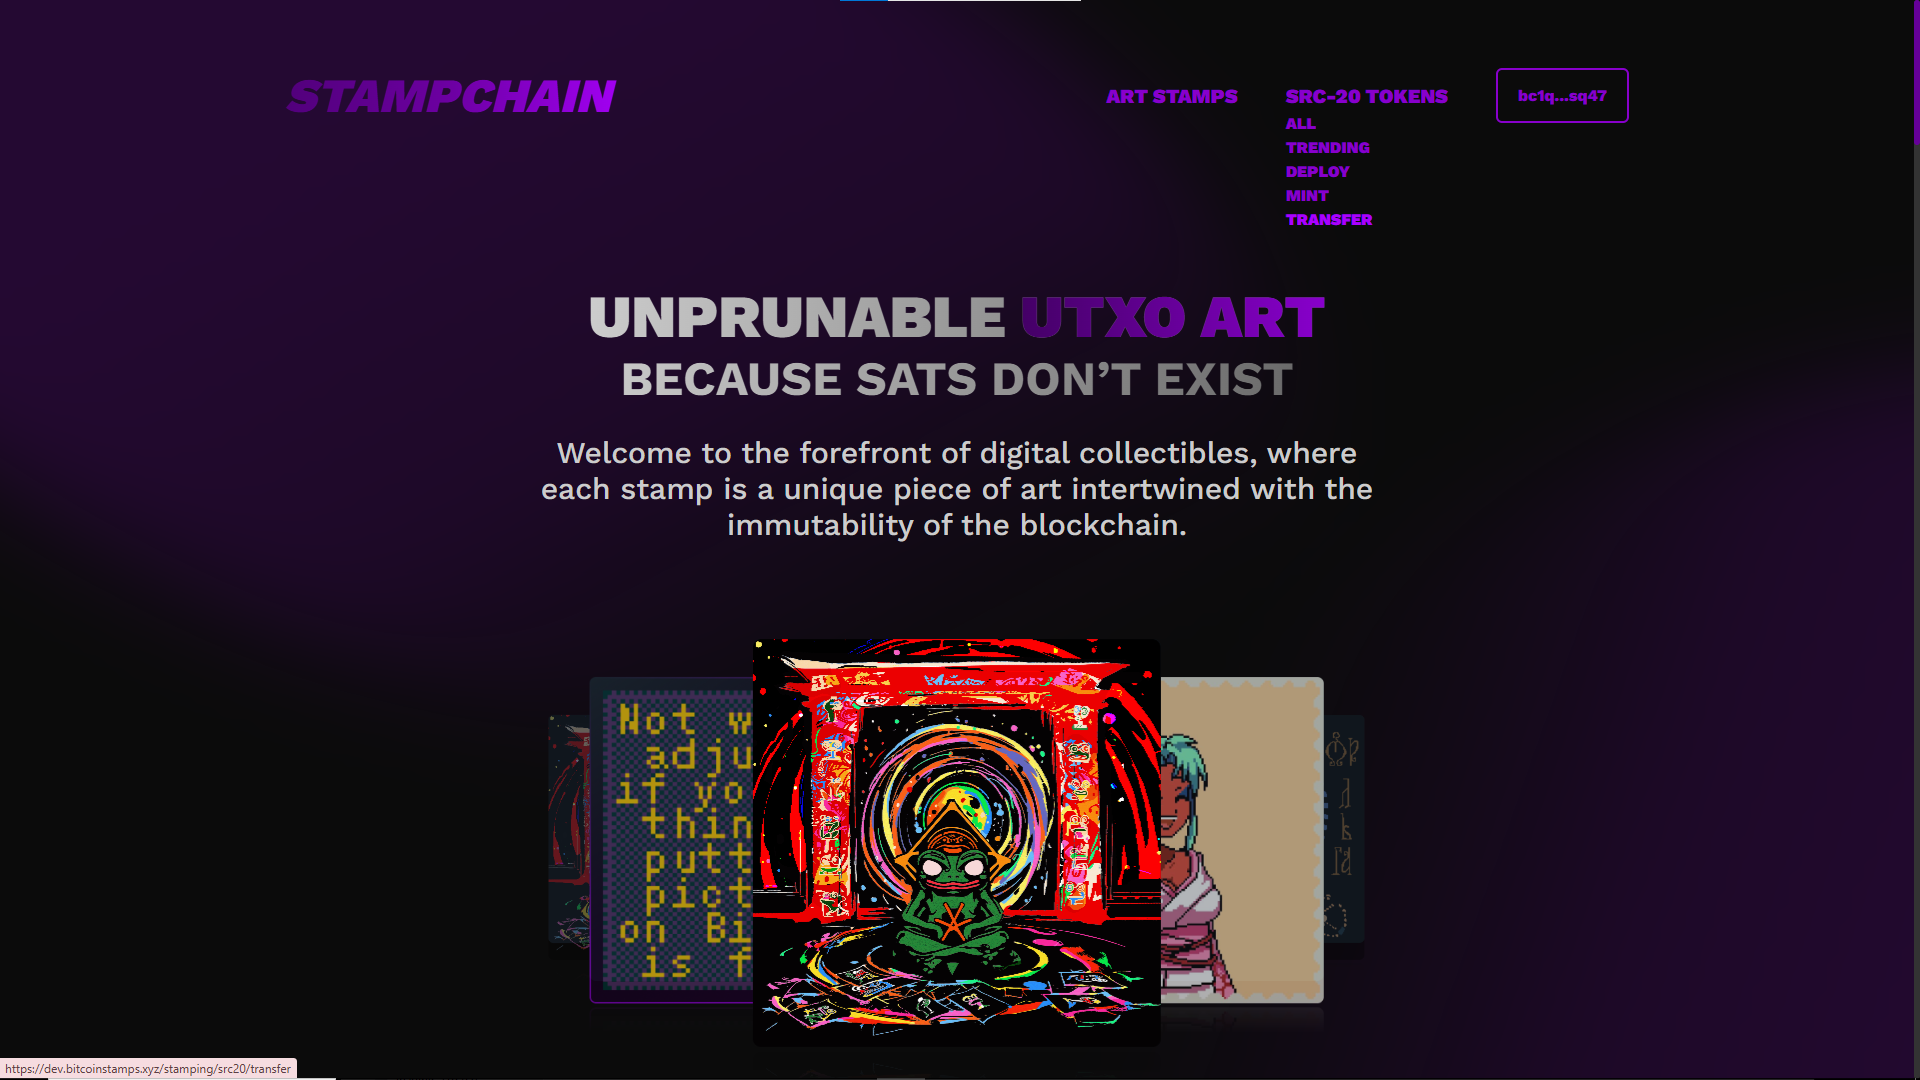 STAMPCHAIN
ART STAMPS
SRC-20 TOKENS
ALL
TRENDING
DEPLOY
MINT
TRANSFER
bc1q...sq47
UNPRUNABLE UTXO ART
BECAUSE SATS DON’T EXIST
Welcome to the forefront of digital collectibles, where
each stamp is a unique piece of art intertwined with the
immutability of the blockchain.
Not w
adju
if yo
thin
putt
pict
on Bi
is f
https://dev.bitcoinstamps.xyz/stamping/src20/transfer